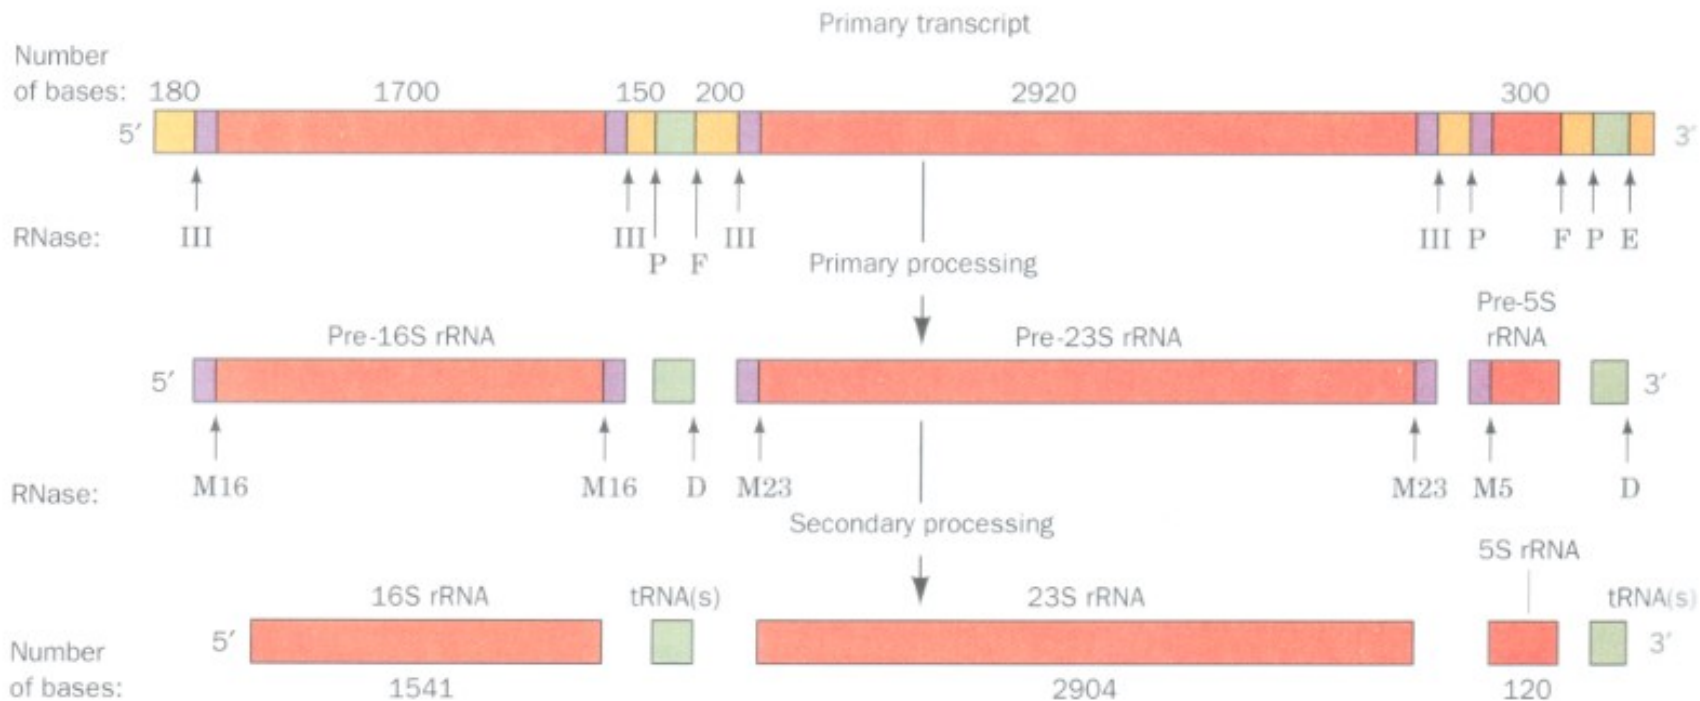 Primary transcript
Number
of bases: 180 1700 150 200 2920 300
5′ 3′
RNase: III III P F III III P F P E
Primary processing
Pre-16S rRNA Pre-23S rRNA Pre-5S
rRNA
5′ 3′
RNase: M16 M16 D M23 M23 M5 D
Secondary processing
5S rRNA
16S rRNA tRNA(s) 23S rRNA tRNA(s)
5′ 3′
Number
of bases: 1541 2904 120